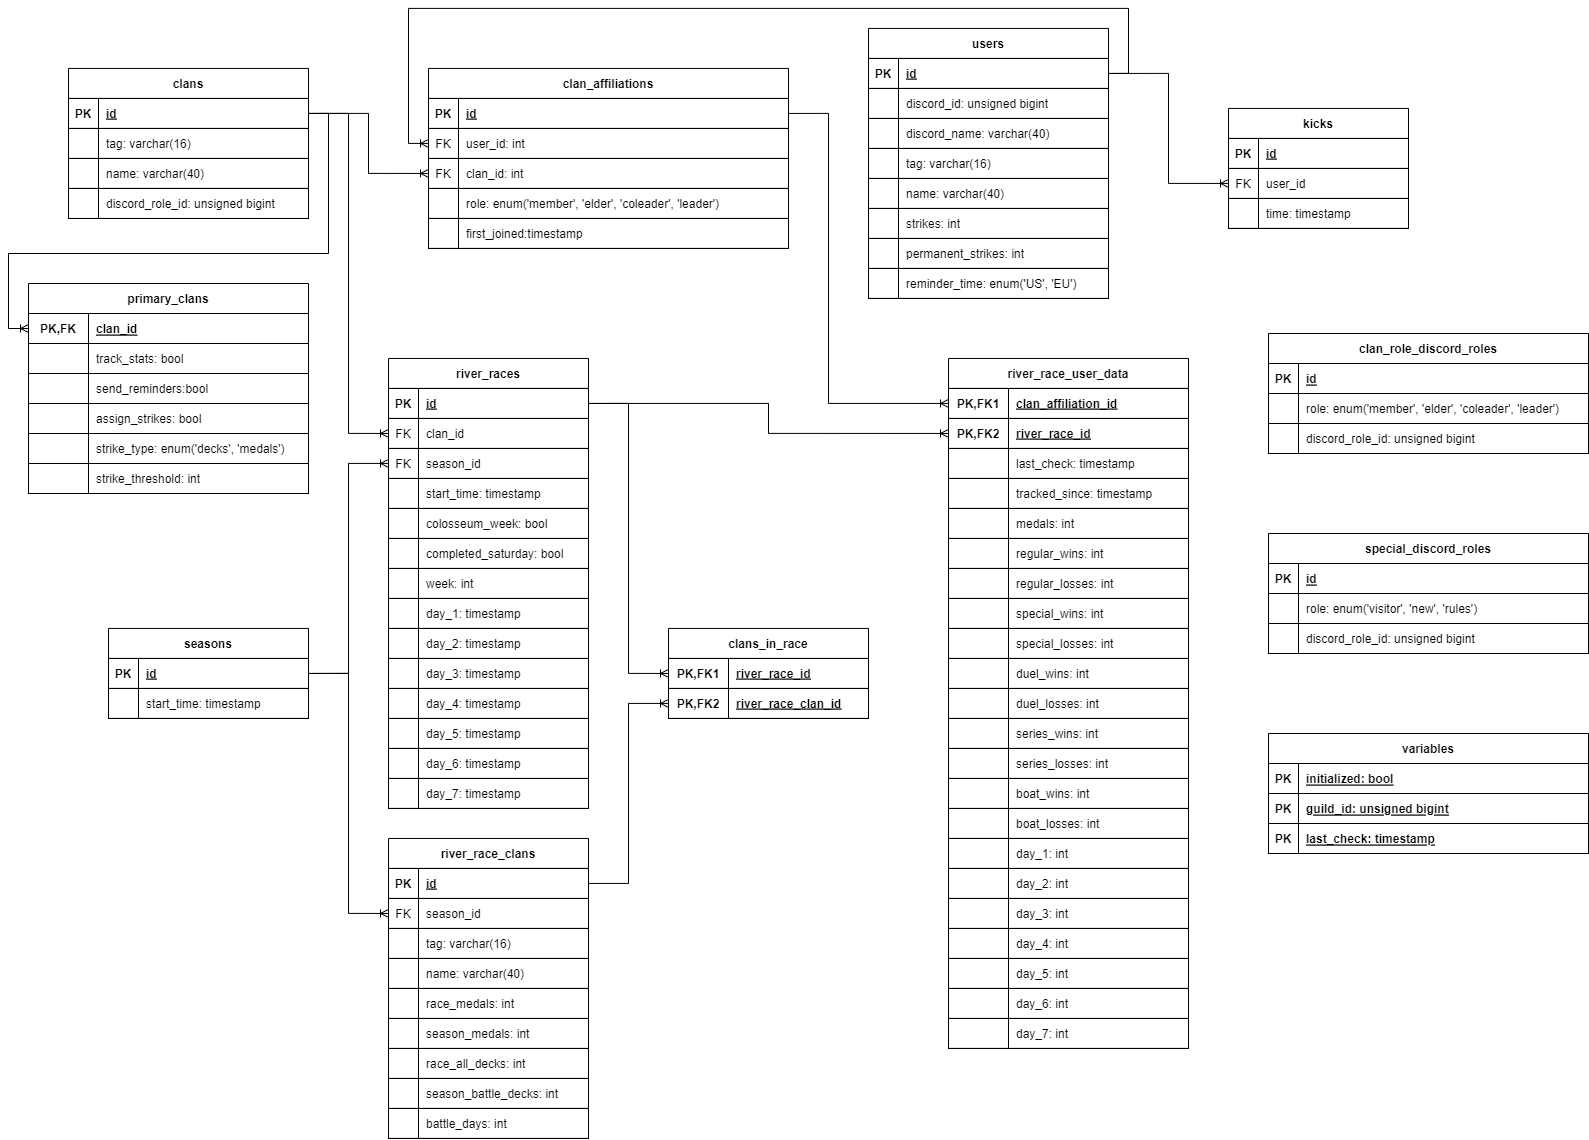 clans
PK id
tag: varchar(16)
name: varchar(40)
discord_role_id: unsigned bigint
clan_affiliations
PK id
FK user_id: int
FK clan_id: int
role: enum('member', 'elder', 'coleader', 'leader')
first_joined:timestamp
users
PK id
discord_id: unsigned bigint
discord_name: varchar(40)
tag: varchar(16)
name: varchar(40)
strikes: int
permanent_strikes: int
reminder_time: enum('US', 'EU')
kicks
PK id
FK user_id
time: timestamp
primary_clans
PK,FK clan_id
track_stats: bool
send_reminders:bool
assign_strikes: bool
strike_type: enum('decks', 'medals')
strike_threshold: int
river_races
PK id
FK clan_id
FK season_id
start_time: timestamp
colosseum_week: bool
completed_saturday: bool
week: int
day_1: timestamp
day_2: timestamp
day_3: timestamp
day_4: timestamp
day_5: timestamp
day_6: timestamp
day_7: timestamp
river_race_user_data
PK,FK1 clan_affiliation_id
PK,FK2 river_race_id
last_check: timestamp
tracked_since: timestamp
medals: int
regular_wins: int
regular_losses: int
special_wins: int
special_losses: int
duel_wins: int
duel_losses: int
series_wins: int
series_losses: int
boat_wins: int
boat_losses: int
day_1: int
day_2: int
day_3: int
day_4: int
day_5: int
day_6: int
day_7: int
clan_role_discord_roles
PK id
role: enum('member', 'elder', 'coleader', 'leader')
discord_role_id: unsigned bigint
special_discord_roles
PK id
role: enum('visitor', 'new', 'rules')
discord_role_id: unsigned bigint
seasons
PK id
start_time: timestamp
clans_in_race
PK,FK1 river_race_id
PK,FK2 river_race_clan_id
variables
PK initialized: bool
PK guild_id: unsigned bigint
PK last_check: timestamp
river_race_clans
PK id
FK season_id
tag: varchar(16)
name: varchar(40)
race_medals: int
season_medals: int
race_all_decks: int
season_battle_decks: int
battle_days: int